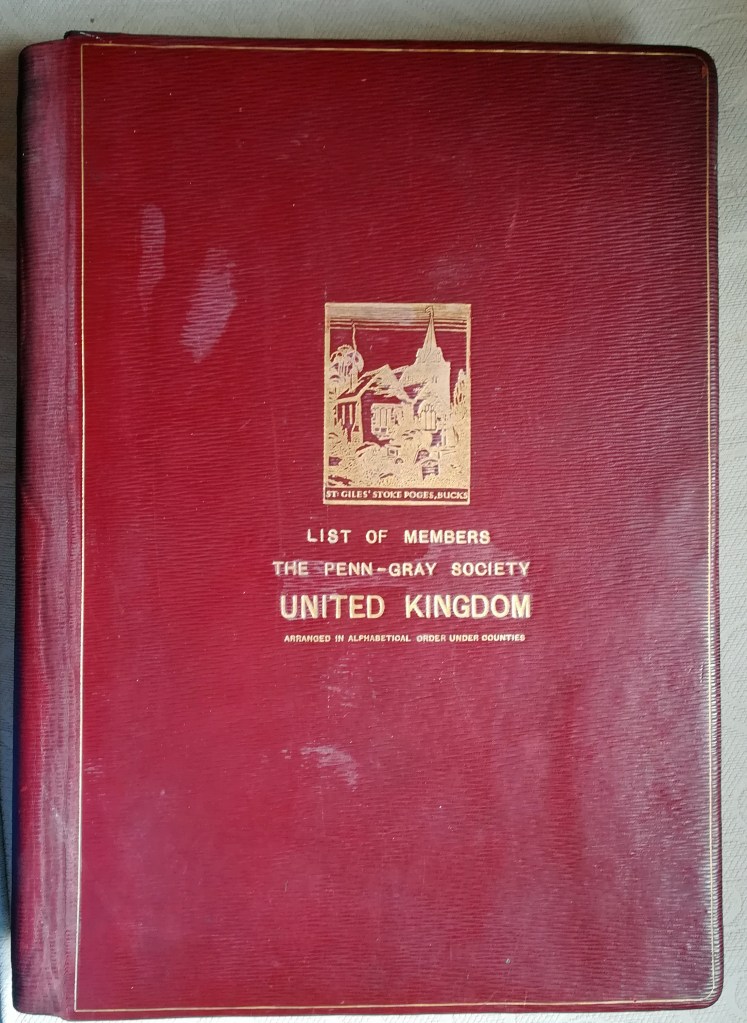 ST. GILES' STOKE POGES, BUCKS
LIST OF MEMBERS
THE PENN-GRAY SOCIETY
UNITED KINGDOM
ARRANGED IN ALPHABETICAL ORDER UNDER COUNTIES